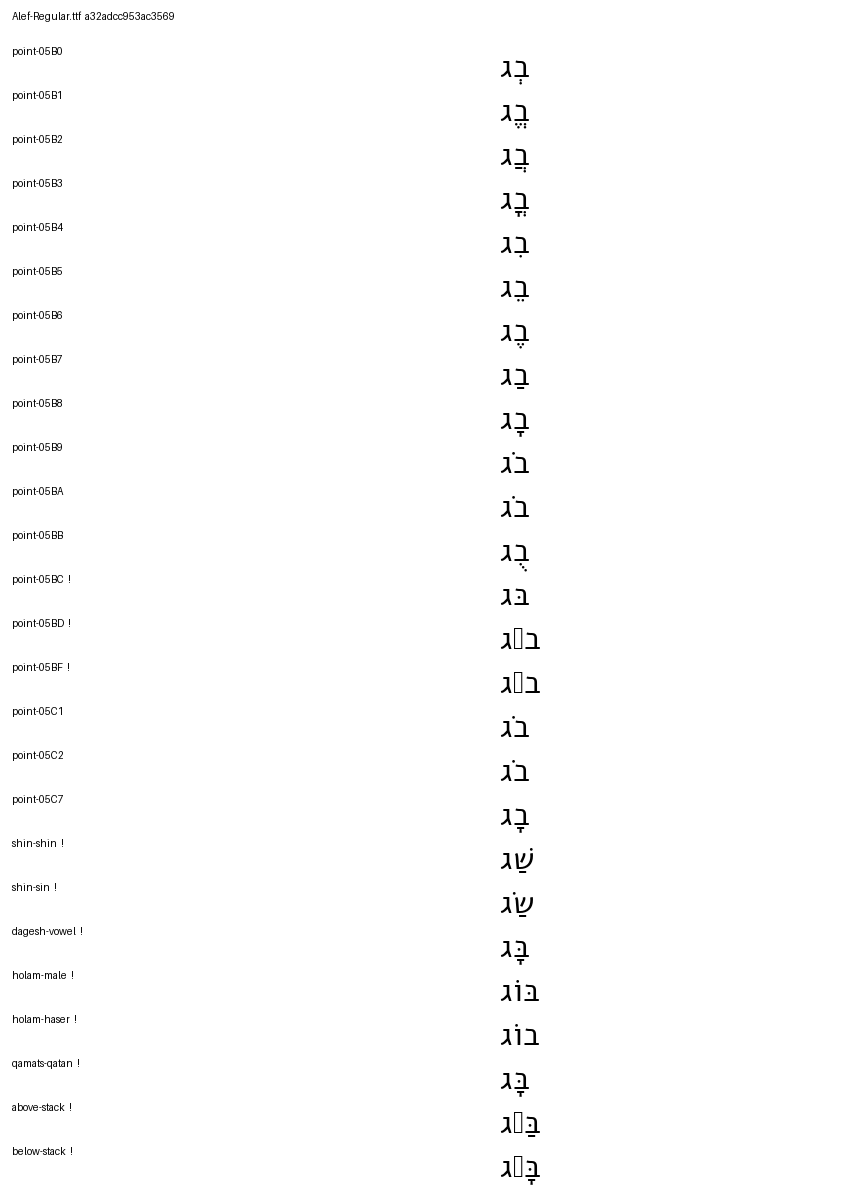 Alef-Regular.ttf a32adcc953ac3569
point-05B0 בְג
point-05B1 בֱג
point-05B2 בֲג
point-05B3 בֳג
point-05B4 בִג
point-05B5 בֵג
point-05B6 בֶג
point-05B7 בַג
point-05B8 בָג
point-05B9 בֹג
point-05BA בֺג
point-05BB בֻג
point-05BC ! בּג
point-05BD ! בֽג
point-05BF ! בֿג
point-05C1 בׁג
point-05C2 בׂג
point-05C7 בׇג
shin-shin ! שַׁג
shin-sin ! שַׂג
dagesh-vowel ! בָּג
holam-male ! בּוֹג
holam-haser ! בוֹג
qamats-qatan ! בׇּג
above-stack ! בַּֿג
below-stack ! בָּֽג